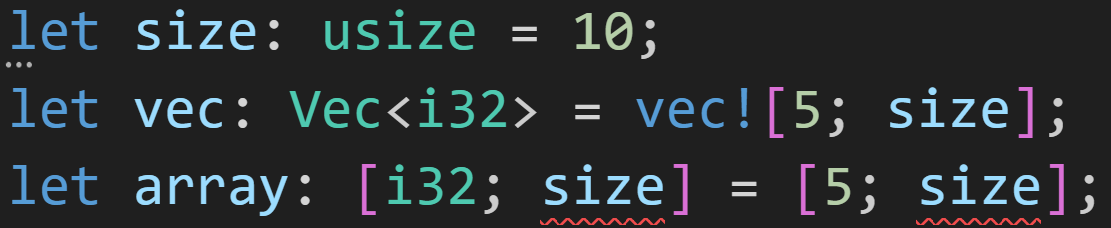 let size: usize = 10;
let vec: Vec<i32> = vec![5; size];
let array: [i32; size] = [5; size];